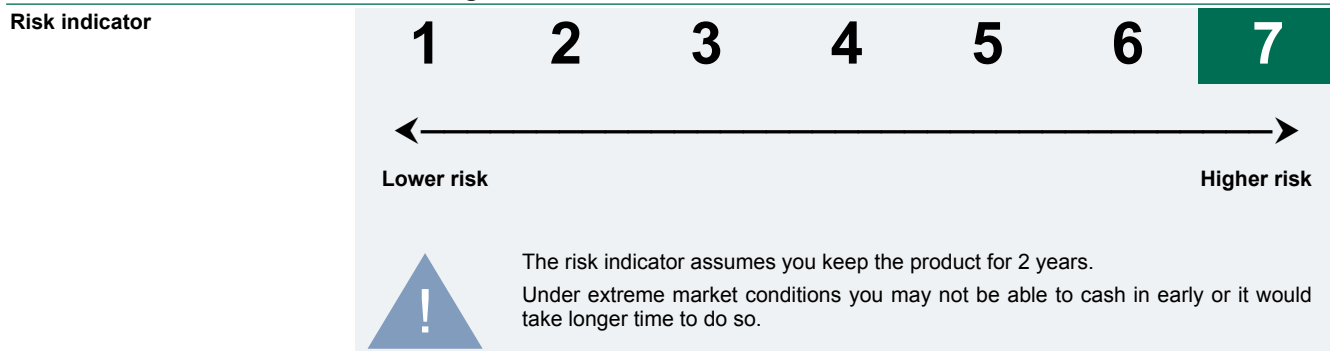 Risk indicator
1 2 3 4 5 6 7
Lower risk Higher risk
!
The risk indicator assumes you keep the product for 2 years.
Under extreme market conditions you may not be able to cash in early or it would
take longer time to do so.